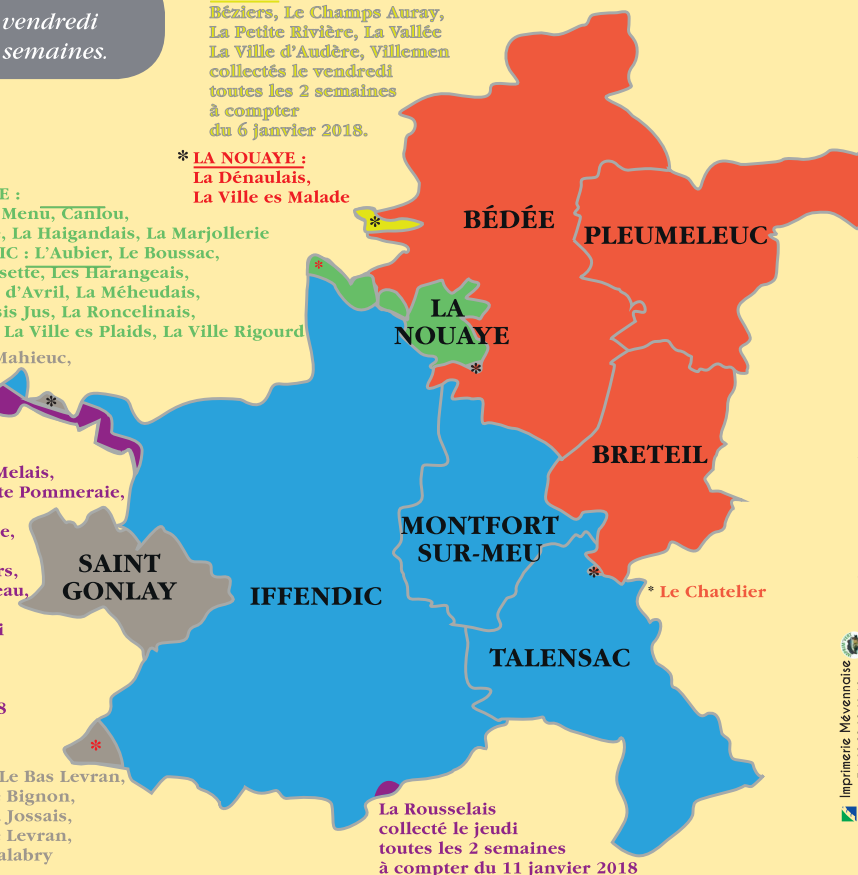 vendredi
semaines.
Béziers, Le Champs Auray,
La Petite Rivière, La Vallée
La Ville d'Audère, Villemen
collectés le vendredi
toutes les 2 semaines
à compter
du 6 janvier 2018.
* LA NOUAYE :
La Dénaulais,
La Ville es Malade
E :
Menu, Canlou,
, La Haigandais, La Marjollerie
IC : L'Aubier, Le Boussac,
sette, Les Harangeais,
d'Avril, La Méheudais,
sis Jus, La Roncelinais,
La Ville es Plaids, La Ville Rigourd
Mahieuc,
*
*
*
*
BÉDÉE
PLEUMELEUC
LA
NOUAYE
BRETEIL
Melais,
te Pommeraie,
e,
rs,
eau,
i
8
MONTFORT
SUR-MEU
SAINT
GONLAY
IFFENDIC
*
* Le Chatelier
TALENSAC
*
Le Bas Levran,
Bignon,
Jossais,
Levran,
alabry
La Rousselais
collecté le jeudi
toutes les 2 semaines
à compter du 11 janvier 2018
Imprimerie Mévennaise